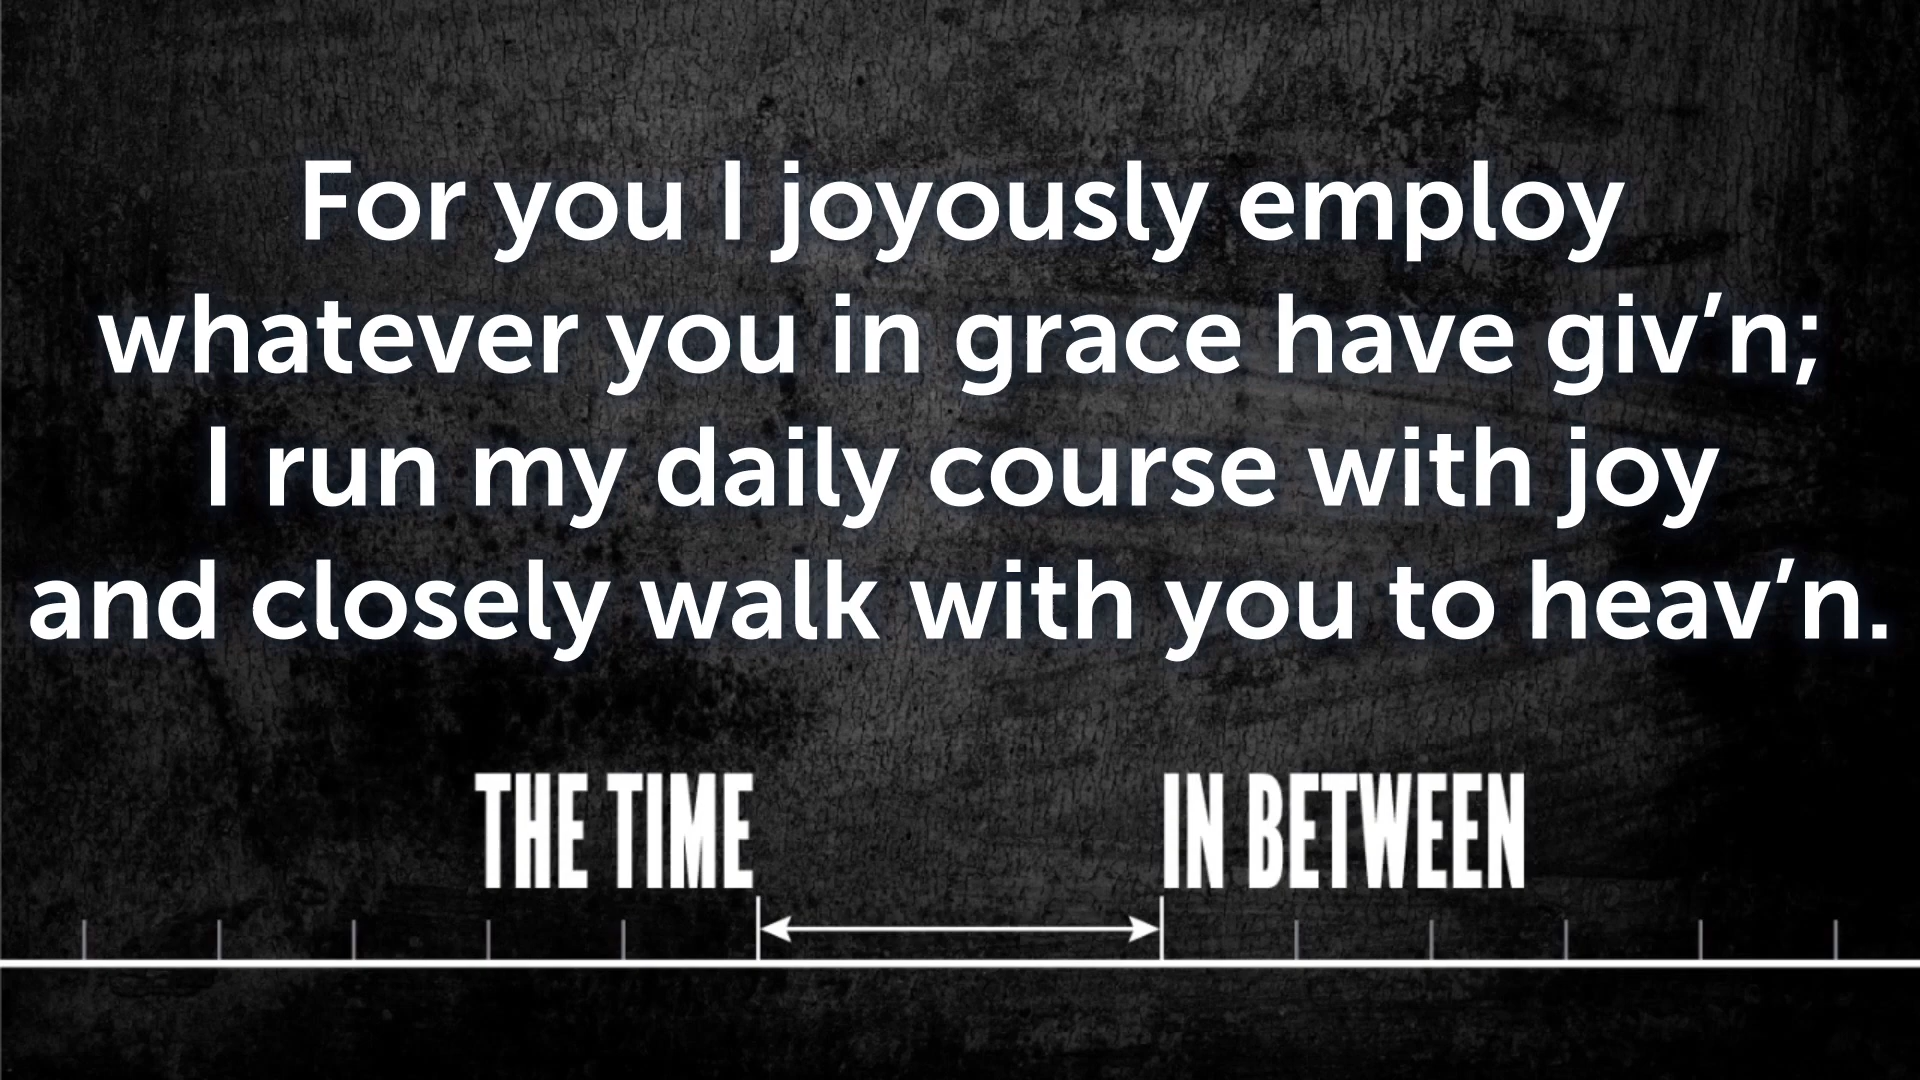 For you I joyously employ
whatever you in grace have giv’n;
I run my daily course with joy
and closely walk with you to heav’n.
THE TIME IN BETWEEN